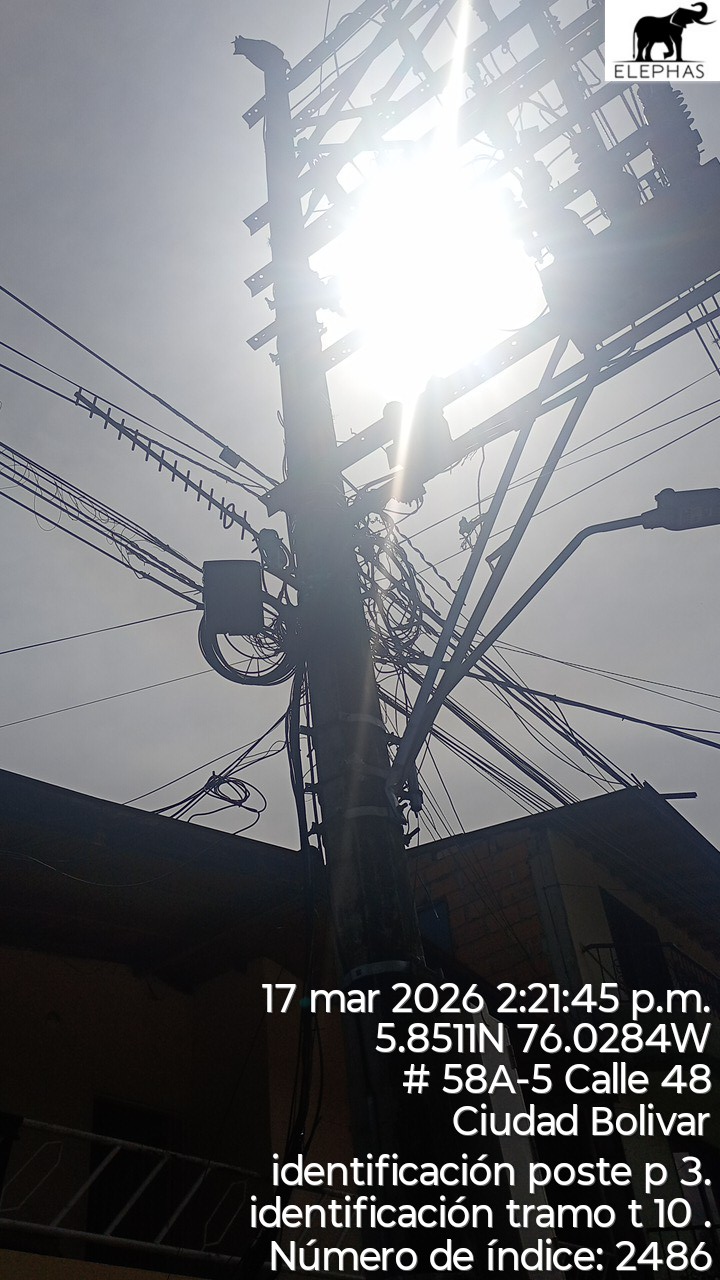 ELEPHAS
17 mar 2026 2:21:45 p.m.
5.8511N 76.0284W
# 58A-5 Calle 48
Ciudad Bolivar
identificación poste p 3.
identificación tramo t 10 .
Número de índice: 2486